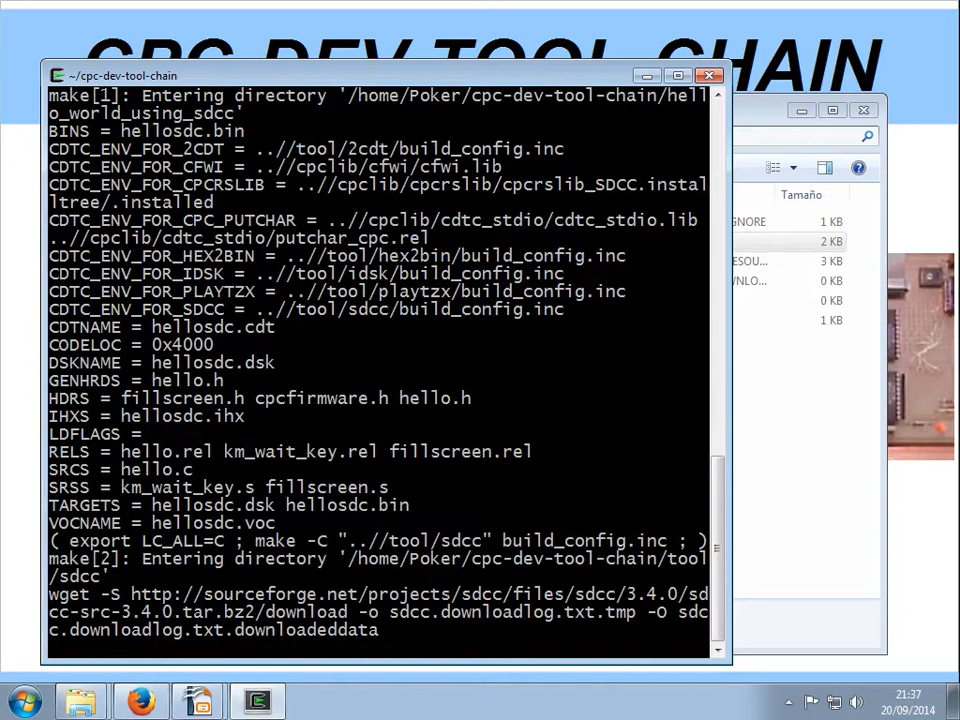 CPC-DEV-TOOL-CHAIN
~/cpc-dev-tool-chain
make[1]: Entering directory '/home/Poker/cpc-dev-tool-chain/hell
o_world_using_sdcc'
BINS = hellosdc.bin
CDTC_ENV_FOR_2CDT = ..//tool/2cdt/build_config.inc
CDTC_ENV_FOR_CFWI = ..//cpclib/cfwi/cfwi.lib
CDTC_ENV_FOR_CPCRSLIB = ..//cpclib/cpcrslib/cpcrslib_SDCC.instal
ltree/.installed
CDTC_ENV_FOR_CPC_PUTCHAR = ..//cpclib/cdtc_stdio/cdtc_stdio.lib
..//cpclib/cdtc_stdio/putchar_cpc.rel
CDTC_ENV_FOR_HEX2BIN = ..//tool/hex2bin/build_config.inc
CDTC_ENV_FOR_IDSK = ..//tool/idsk/build_config.inc
CDTC_ENV_FOR_PLAYTZX = ..//tool/playtzx/build_config.inc
CDTC_ENV_FOR_SDCC = ..//tool/sdcc/build_config.inc
CDTNAME = hellosdc.cdt
CODELOC = 0x4000
DSKNAME = hellosdc.dsk
GENHRDS = hello.h
HDRS = fillscreen.h cpcfirmware.h hello.h
IHXS = hellosdc.ihx
LDFLAGS =
RELS = hello.rel km_wait_key.rel fillscreen.rel
SRCS = hello.c
SRSS = km_wait_key.s fillscreen.s
TARGETS = hellosdc.dsk hellosdc.bin
VOCNAME = hellosdc.voc
( export LC_ALL=C ; make -C "..//tool/sdcc" build_config.inc ; )
make[2]: Entering directory '/home/Poker/cpc-dev-tool-chain/tool
/sdcc'
wget -S http://sourceforge.net/projects/sdcc/files/sdcc/3.4.0/sd
cc-src-3.4.0.tar.bz2/download -o sdcc.downloadlog.txt.tmp -O sdc
c.downloadlog.txt.downloadeddata
Tamaño
GNORE 1 KB
2 KB
ESOU... 3 KB
VNLO... 0 KB
0 KB
1 KB
21:37
20/09/2014